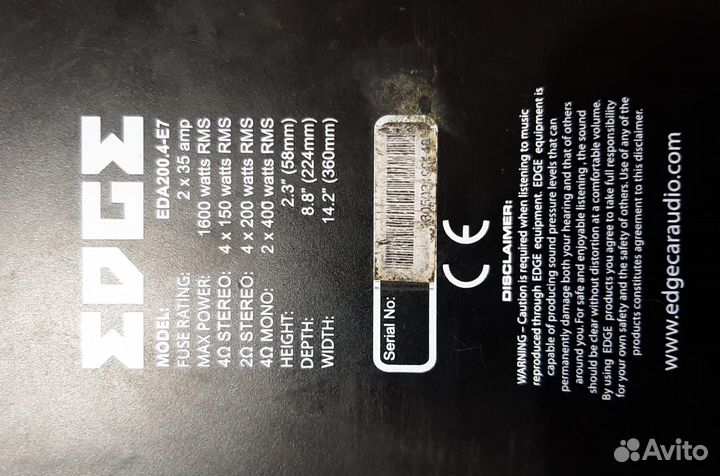 EDGE
MODEL: EDA200.4-E7
FUSE RATING: 2 x 35 amp
MAX POWER: 1600 watts RMS
4Ω STEREO: 4 x 150 watts RMS
2Ω STEREO: 4 x 200 watts RMS
4Ω MONO: 2 x 400 watts RMS
HEIGHT: 2.3" (58mm)
DEPTH: 8.8" (224mm)
WIDTH: 14.2" (360mm)
Serial No:
CE
DISCLAIMER:
WARNING – Caution is required when listening to music
reproduced through EDGE equipment. EDGE equipment is
capable of producing sound pressure levels that can
permanently damage both your hearing and that of others
around you. For safe and enjoyable listening ,the sound
should be clear without distortion at a comfortable volume.
By using EDGE products you agree to take full responsibility
for your own safety and the safety of others. Use of any of the
products constitutes agreement to this disclaimer.
www.edgecaraudio.com
Avito